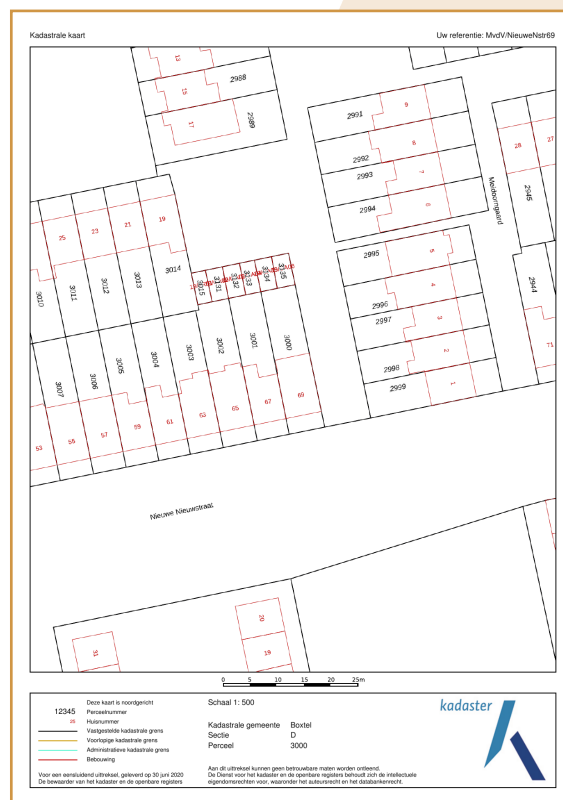 Kadastrale kaart
Uw referentie: MvdV/NieuweNstr69
13
15
17
2988
2989
2991
2992
2993
2994
9
8
7
6
Meidoorngaard
28
27
2945
2944
71
25
23
21
19
3010
3011
3012
3013
3014
3015
3131
3132
3133
3134
3135
2995
2996
2997
2998
2999
5
4
3
2
1
3007
3006
3005
3004
3003
3002
3001
3000
53
55
57
59
61
63
65
67
69
Nieuwe Nieuwstraat
31
20
19
0 5 10 15 20 25m
Deze kaart is noordgericht
12345 Perceelnummer
25 Huisnummer
Vastgestelde kadastrale grens
Voorlopige kadastrale grens
Administratieve kadastrale grens
Bebouwing
Voor een eensluidend uittreksel, geleverd op 30 juni 2020
De bewaarder van het kadaster en de openbare registers
Schaal 1: 500
Kadastrale gemeente Boxtel
Sectie D
Perceel 3000
Aan dit uittreksel kunnen geen betrouwbare maten worden ontleend.
De Dienst voor het kadaster en de openbare registers behoudt zich de intellectuele
eigendomsrechten voor, waaronder het auteursrecht en het databankenrecht.
kadaster